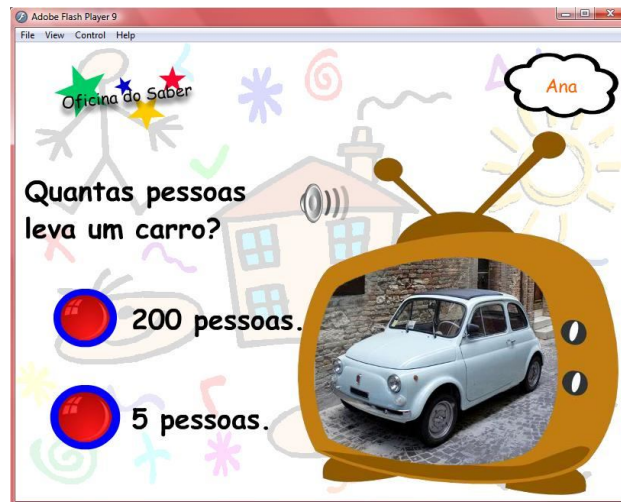 Adobe Flash Player 9
File View Control Help
Oficina do Saber
Ana
Quantas pessoas
leva um carro?
200 pessoas.
5 pessoas.